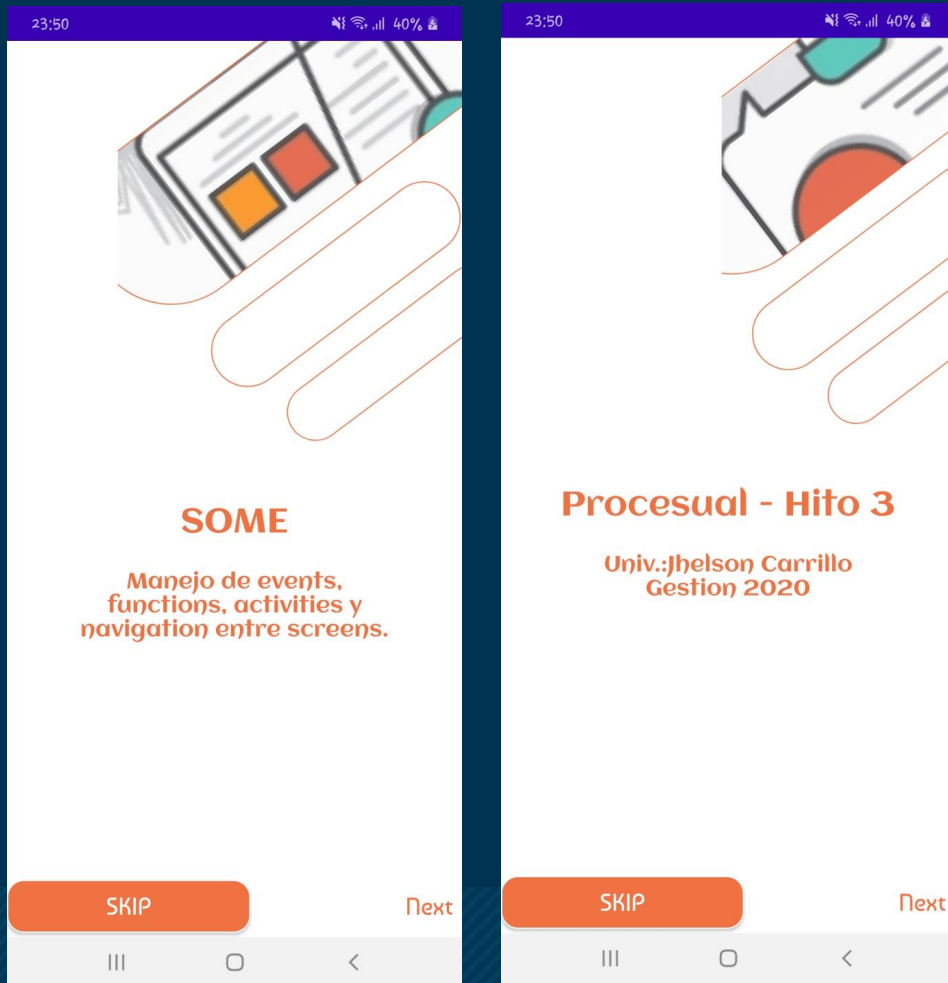 23:50
40%
SOME
Manejo de events,
functions, activities y
navigation entre screens.
SKIP
Next
23:50
40%
Procesual - Hito 3
Univ.:Jhelson Carrillo
Gestion 2020
SKIP
Next